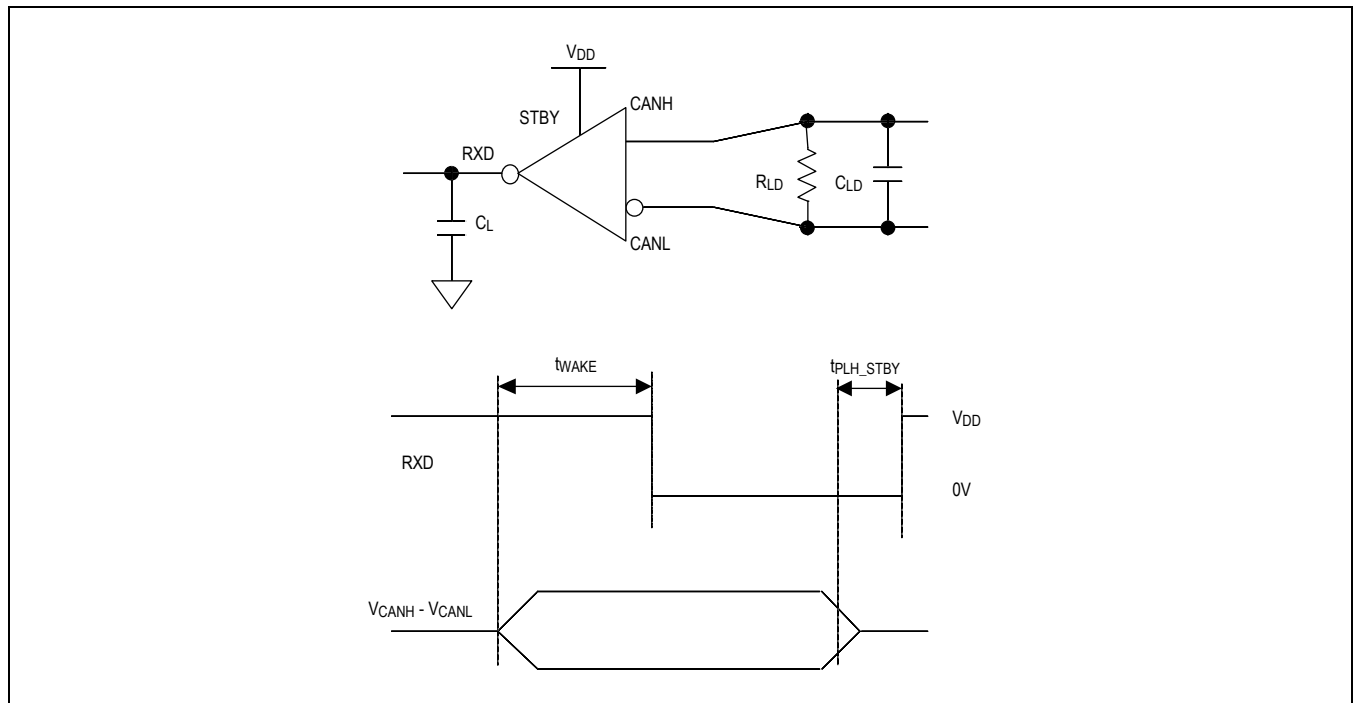 VDD
STBY
CANH
RXD
RLD
CLD
CL
CANL
tWAKE
tPLH_STBY
VDD
RXD
0V
VCANH - VCANL